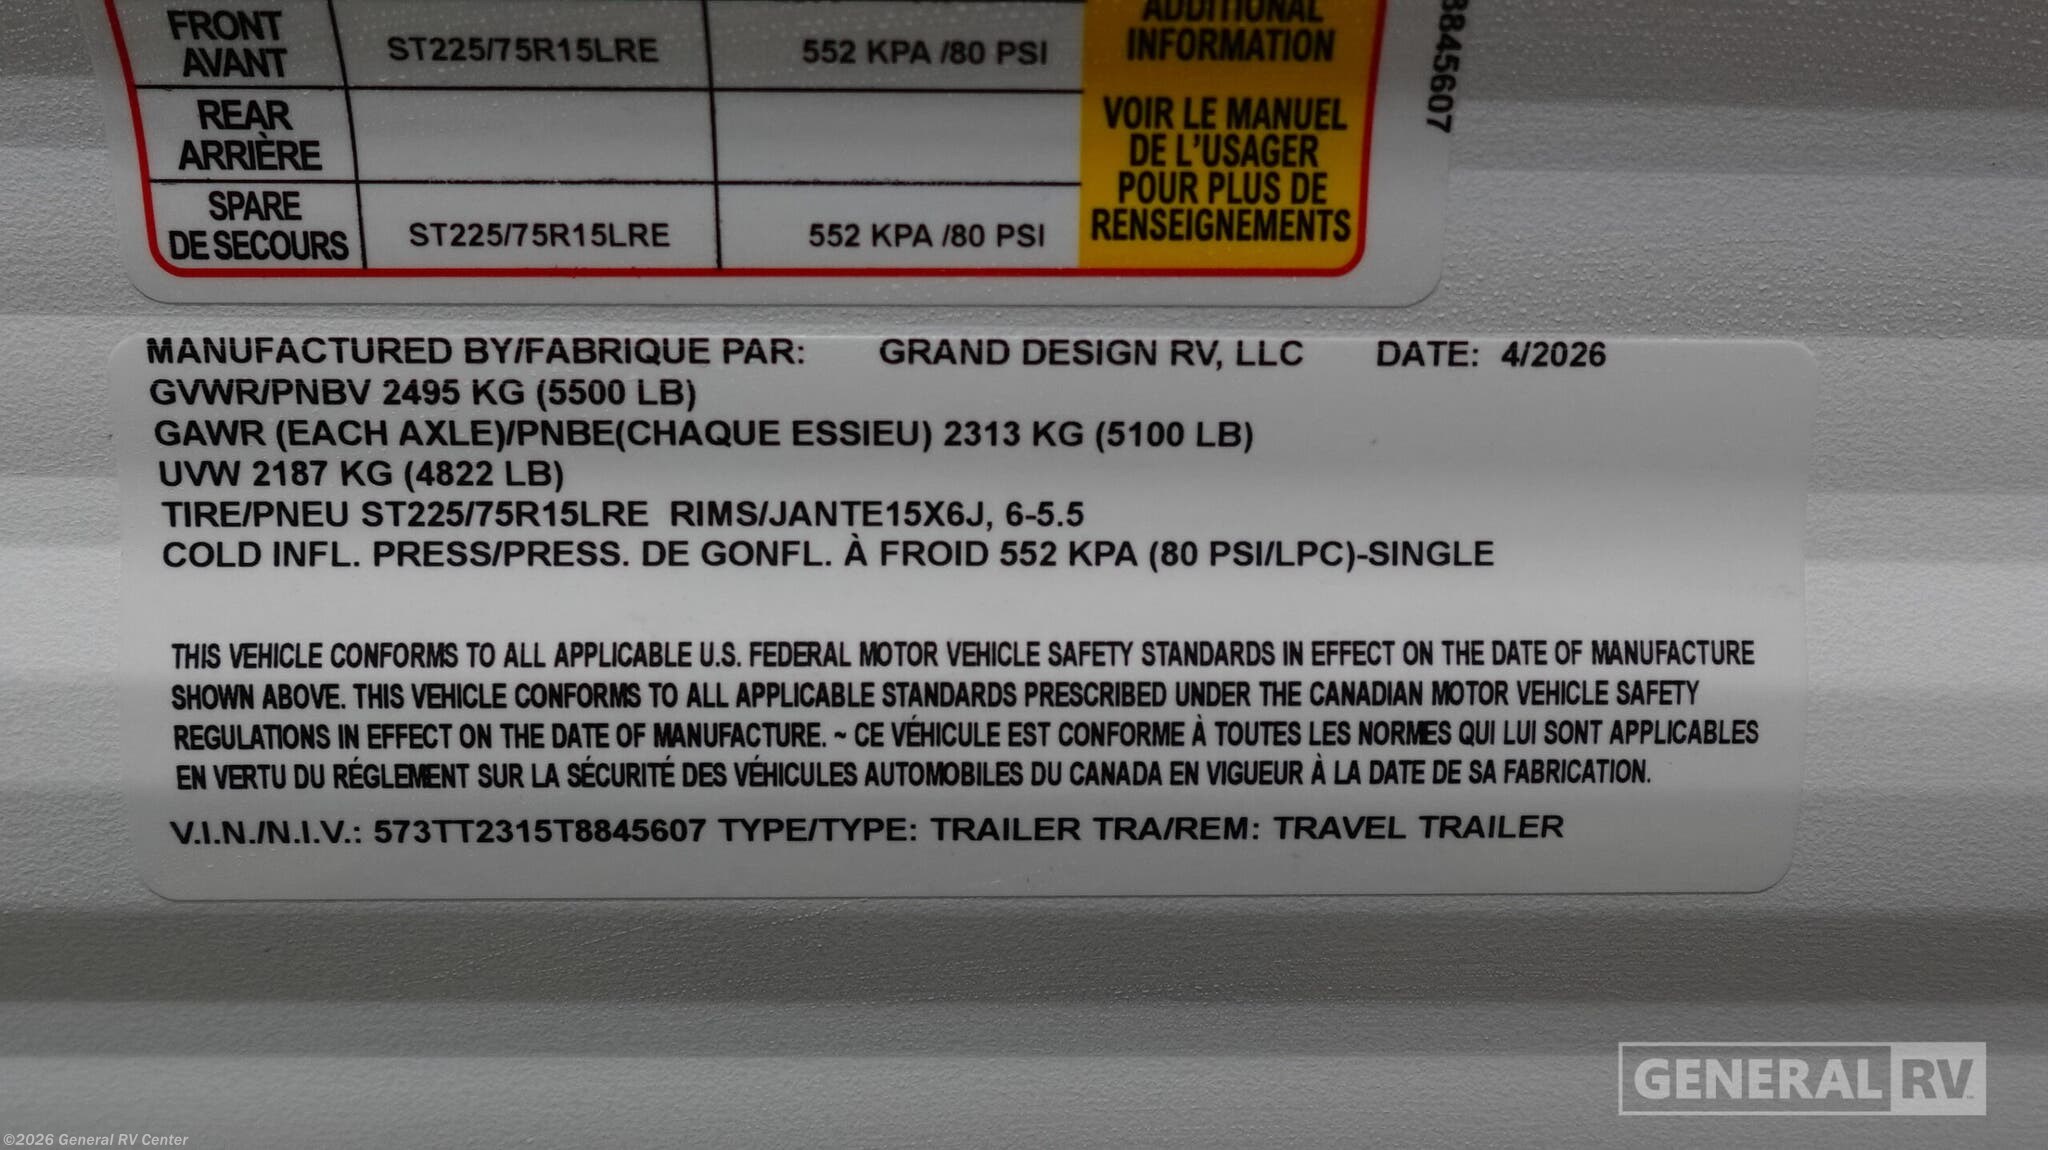 FRONT
AVANT
ST225/75R15LRE
552 KPA /80 PSI
REAR
ARRIÈRE
SPARE
DE SECOURS
ST225/75R15LRE
552 KPA /80 PSI
ADDITIONAL
INFORMATION
VOIR LE MANUEL
DE L'USAGER
POUR PLUS DE
RENSEIGNEMENTS
8845607
MANUFACTURED BY/FABRIQUE PAR: GRAND DESIGN RV, LLC DATE: 4/2026
GVWR/PNBV 2495 KG (5500 LB)
GAWR (EACH AXLE)/PNBE(CHAQUE ESSIEU) 2313 KG (5100 LB)
UVW 2187 KG (4822 LB)
TIRE/PNEU ST225/75R15LRE RIMS/JANTE15X6J, 6-5.5
COLD INFL. PRESS/PRESS. DE GONFL. À FROID 552 KPA (80 PSI/LPC)-SINGLE
THIS VEHICLE CONFORMS TO ALL APPLICABLE U.S. FEDERAL MOTOR VEHICLE SAFETY STANDARDS IN EFFECT ON THE DATE OF MANUFACTURE
SHOWN ABOVE. THIS VEHICLE CONFORMS TO ALL APPLICABLE STANDARDS PRESCRIBED UNDER THE CANADIAN MOTOR VEHICLE SAFETY
REGULATIONS IN EFFECT ON THE DATE OF MANUFACTURE. ~ CE VÉHICULE EST CONFORME À TOUTES LES NORMES QUI LUI SONT APPLICABLES
EN VERTU DU RÉGLEMENT SUR LA SÉCURITÉ DES VÉHICULES AUTOMOBILES DU CANADA EN VIGUEUR À LA DATE DE SA FABRICATION.
V.I.N./N.I.V.: 573TT2315T8845607 TYPE/TYPE: TRAILER TRA/REM: TRAVEL TRAILER
GENERAL RV
©2026 General RV Center